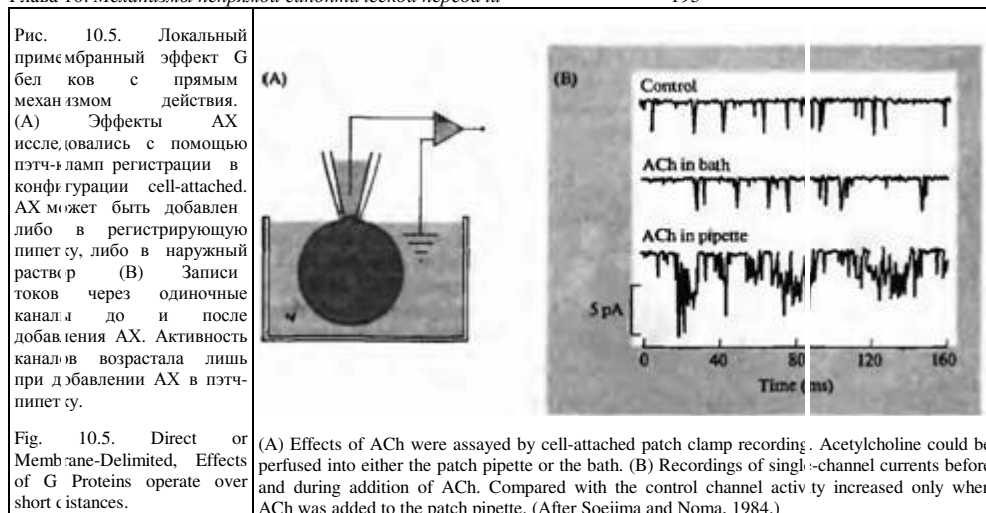 Глава 10. Механизмы непрямой синаптической передачи 195
Рис. 10.5. Локальный
примембранный эффект G
белков с прямым
механизмом действия.
(A) Эффекты АХ
исследовались с помощью
пэтч-кламп регистрации в
конфигурации cell-attached.
АХ может быть добавлен
либо в регистрирующую
пипетку, либо в наружный
раствор (B) Записи
токов через одиночные
каналы до и после
добавления АХ. Активность
каналов возрастала лишь
при добавлении АХ в пэтч-
пипетку.
Fig. 10.5. Direct or
Membrane-Delimited, Effects
of G Proteins operate over
short distances.
(A)
(B)
Control
ACh in bath
ACh in pipette
5 pA
0 40 80 120 160
Time (ms)
(A) Effects of ACh were assayed by cell-attached patch clamp recording. Acetylcholine could be
perfused into either the patch pipette or the bath. (B) Recordings of single-channel currents before
and during addition of ACh. Compared with the control channel activity increased only when
ACh was added to the patch pipette. (After Soejima and Noma, 1984.)